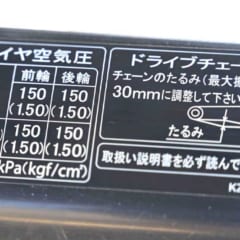 イヤ空気圧
前輪 後輪
150 150
(1.50) (1.50)
150 150
(1.50) (1.50)
kPa(kgf/cm²)
ドライブチェー
チェーンのたるみ(最大振
30mmに調整して下さい
たるみ
取扱い説明書を必ず読んで